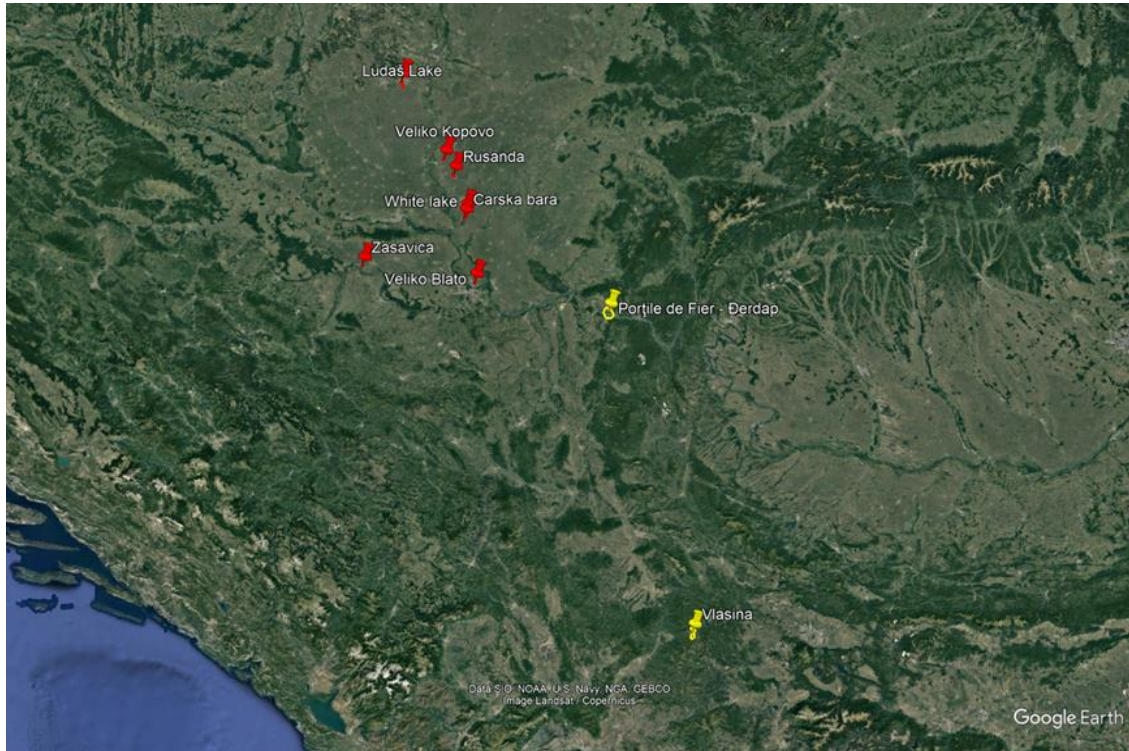 Ludaš Lake
Veliko Kopovo
Rusanda
White lake
Carska bara
Zasavica
Veliko Blato
Porțile de Fier - Đerdap
Vlasina
Data SIO, NOAA, U.S. Navy, NGA, GEBCO
Image Landsat / Copernicus
Google Earth